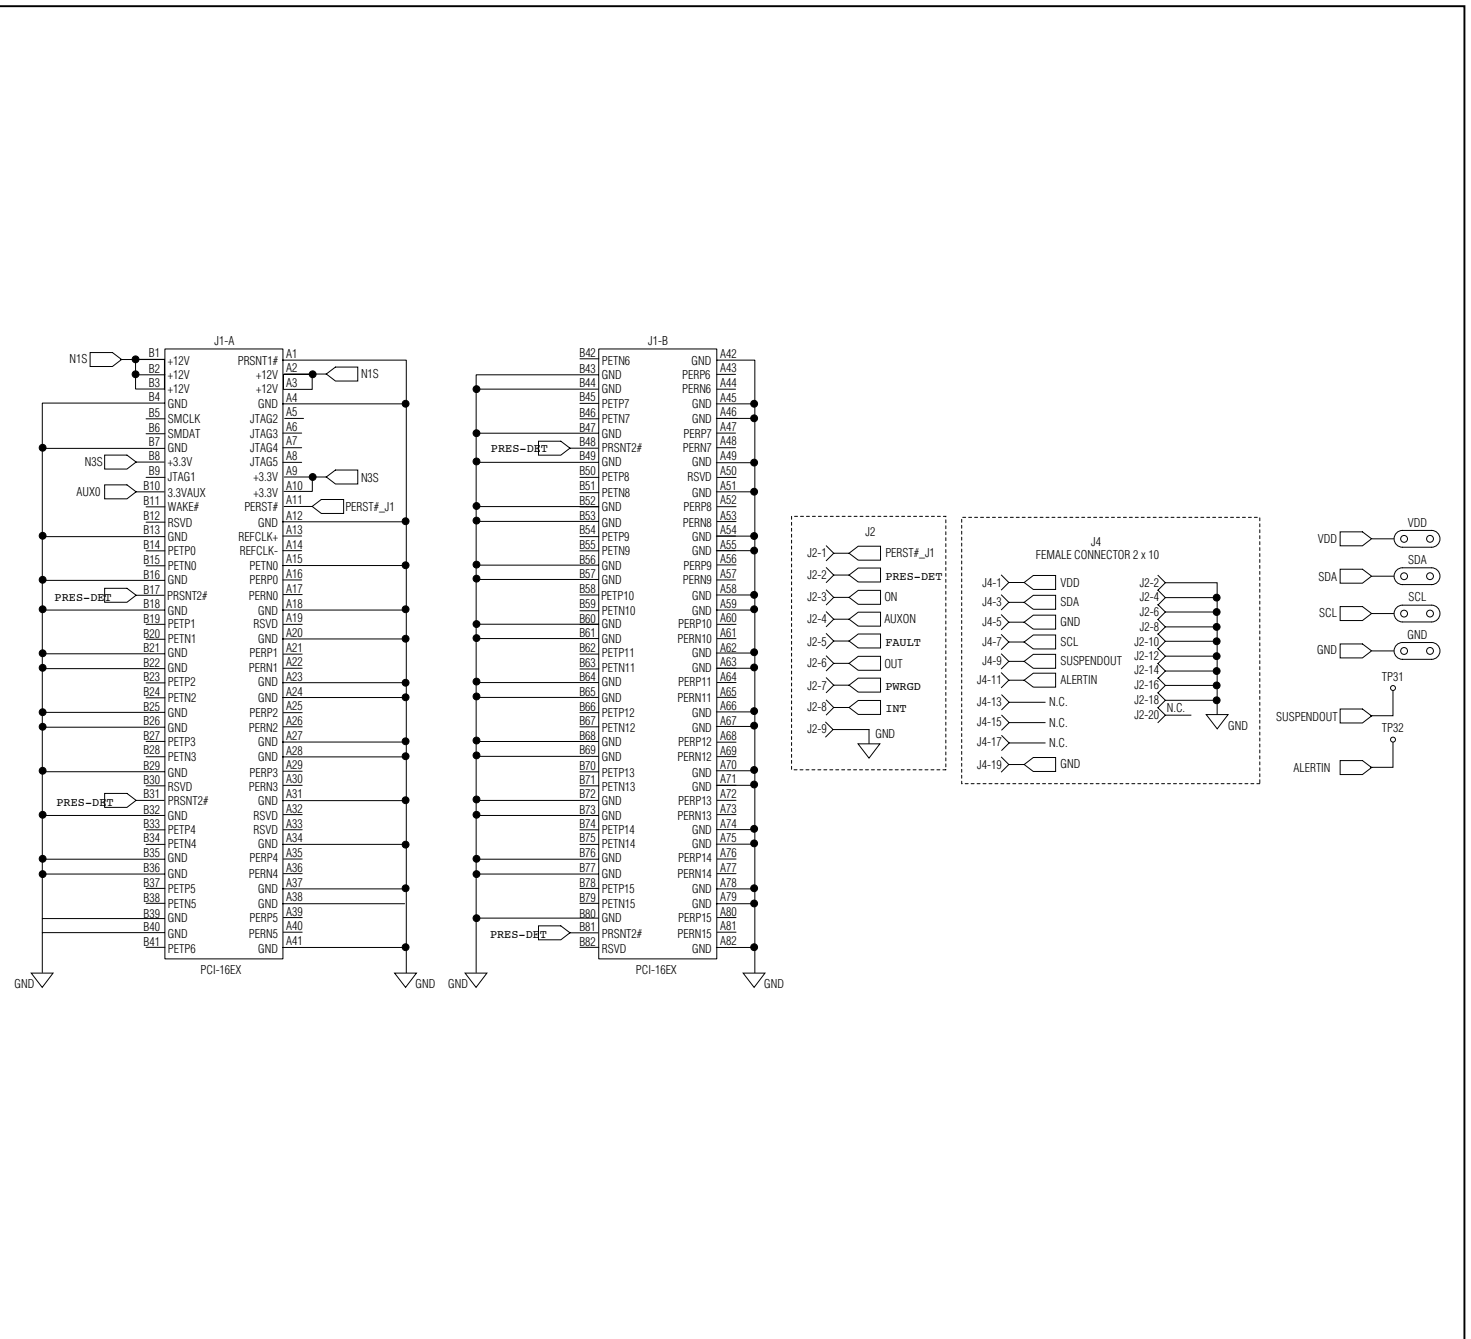 J1-A
N1S B1 +12V PRSNT1# A1
B2 +12V +12V A2 N1S
B3 +12V +12V A3
B4 GND GND A4
B5 SMCLK JTAG2 A5
B6 SMDAT JTAG3 A6
B7 GND JTAG4 A7
N3S B8 +3.3V JTAG5 A8
B9 JTAG1 +3.3V A9 N3S
AUX0 B10 3.3VAUX +3.3V A10
B11 WAKE# PERST# A11 PERST#_J1
B12 RSVD GND A12
B13 GND REFCLK+ A13
B14 PETP0 REFCLK- A14
B15 PETN0 PETN0 A15
B16 GND PERP0 A16
PRES-DET B17 PRSNT2# PERN0 A17
B18 GND GND A18
B19 PETP1 RSVD A19
B20 PETN1 GND A20
B21 GND PERP1 A21
B22 GND PERN1 A22
B23 PETP2 GND A23
B24 PETN2 GND A24
B25 GND PERP2 A25
B26 GND PERN2 A26
B27 PETP3 GND A27
B28 PETN3 GND A28
B29 GND PERP3 A29
B30 RSVD PERN3 A30
PRES-DET B31 PRSNT2# GND A31
B32 GND RSVD A32
B33 PETP4 RSVD A33
B34 PETN4 GND A34
B35 GND PERP4 A35
B36 GND PERN4 A36
B37 PETP5 GND A37
B38 PETN5 GND A38
B39 GND PERP5 A39
B40 GND PERN5 A40
B41 PETP6 GND A41
GND PCI-16EX GND
J1-B
B42 PETN6 GND A42
B43 GND PERP6 A43
B44 GND PERN6 A44
B45 PETP7 GND A45
B46 PETN7 GND A46
B47 GND PERP7 A47
PRES-DET B48 PRSNT2# PERN7 A48
B49 GND GND A49
B50 PETP8 RSVD A50
B51 PETN8 GND A51
B52 GND PERP8 A52
B53 GND PERN8 A53
B54 PETP9 GND A54
B55 PETN9 GND A55
B56 GND PERP9 A56
B57 GND PERN9 A57
B58 PETP10 GND A58
B59 PETN10 GND A59
B60 GND PERP10 A60
B61 GND PERN10 A61
B62 PETP11 GND A62
B63 PETN11 GND A63
B64 GND PERP11 A64
B65 GND PERN11 A65
B66 PETP12 GND A66
B67 PETN12 GND A67
B68 GND PERP12 A68
B69 GND PERN12 A69
B70 PETP13 GND A70
B71 PETN13 GND A71
B72 GND PERP13 A72
B73 GND PERN13 A73
B74 PETP14 GND A74
B75 PETN14 GND A75
B76 GND PERP14 A76
B77 GND PERN14 A77
B78 PETP15 GND A78
B79 PETN15 GND A79
B80 GND PERP15 A80
PRES-DET B81 PRSNT2# PERN15 A81
B82 RSVD GND A82
GND PCI-16EX GND
J2
J2-1 PERST#_J1
J2-2 PRES-DET
J2-3 ON
J2-4 AUXON
J2-5 FAULT
J2-6 OUT
J2-7 PWRGD
J2-8 INT
J2-9 GND
J4
FEMALE CONNECTOR 2 x 10
J4-1 VDD
J4-3 SDA
J4-5 GND
J4-7 SCL
J4-9 SUSPENDOUT
J4-11 ALERTIN
J4-13 N.C.
J4-15 N.C.
J4-17 N.C.
J4-19 GND
J2-2
J2-4
J2-6
J2-8
J2-10
J2-12
J2-14
J2-16
J2-18
J2-20 N.C.
GND
VDD
VDD
SDA
SDA
SCL
SCL
GND
GND
TP31
SUSPENDOUT
TP32
ALERTIN